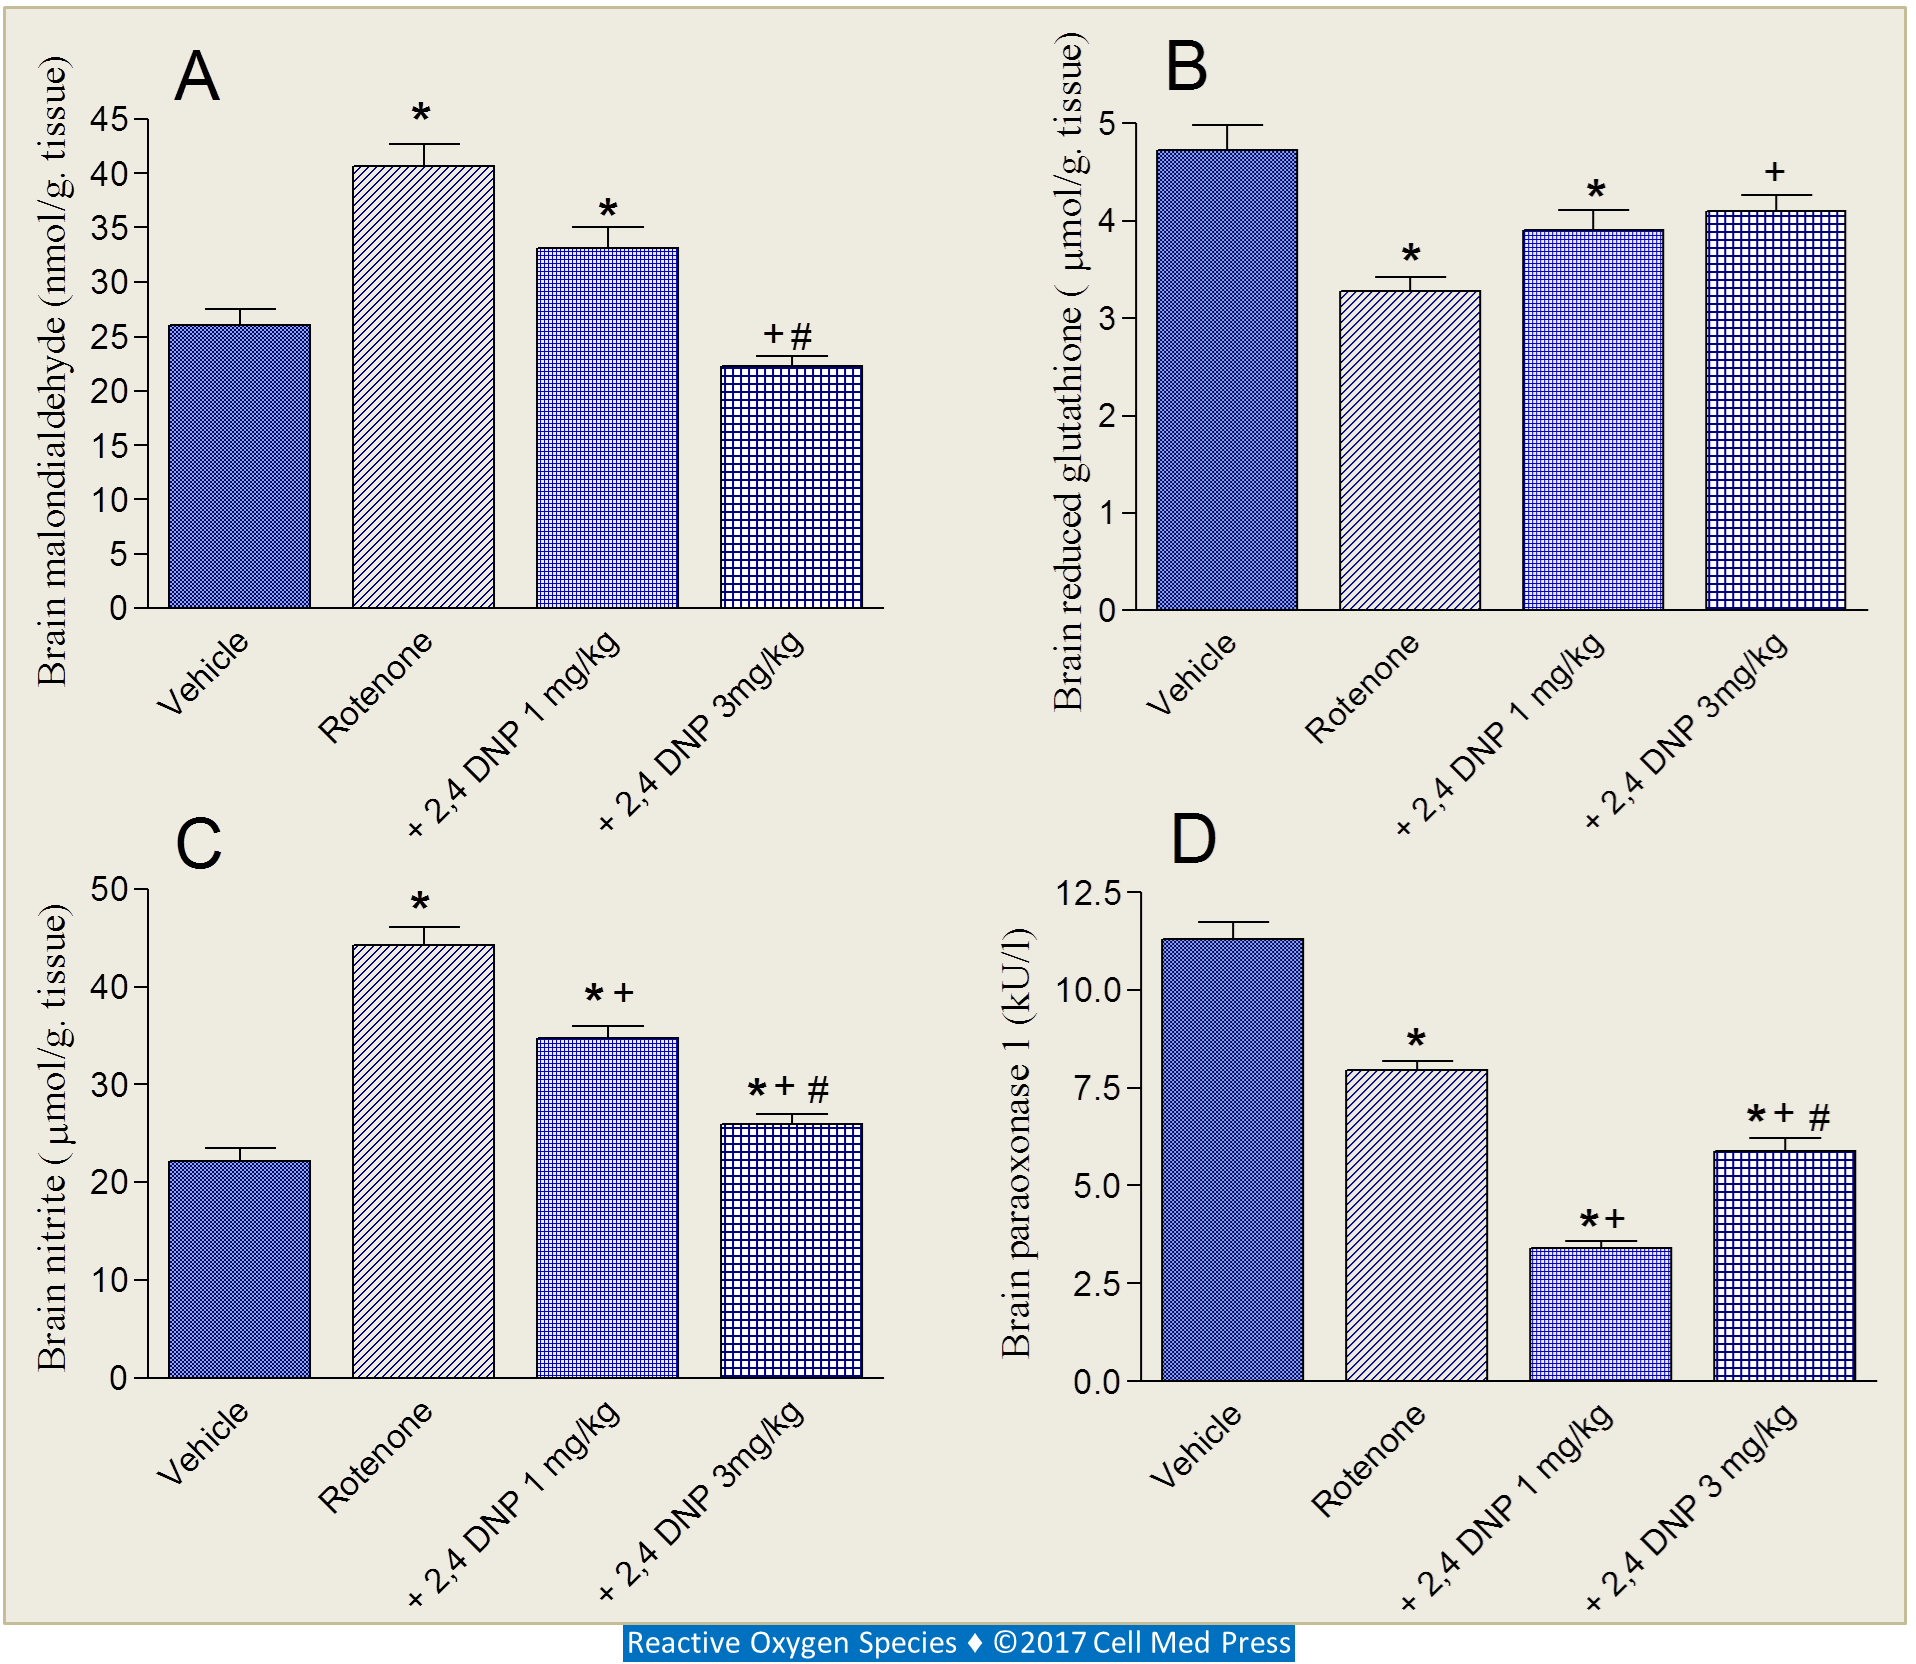 A
Brain malondialdehyde (nmol/g. tissue)
45
40
35
30
25
20
15
10
5
0
*
*
+ #
Vehicle
Rotenone
+ 2,4 DNP 1 mg/kg
+ 2,4 DNP 3mg/kg
B
Brain reduced glutathione ( µmol/g. tissue)
5
4
3
2
1
0
*
*
+
Vehicle
Rotenone
+ 2,4 DNP 1 mg/kg
+ 2,4 DNP 3mg/kg
C
Brain nitrite ( µmol/g. tissue)
50
40
30
20
10
0
*
* +
* + #
Vehicle
Rotenone
+ 2,4 DNP 1 mg/kg
+ 2,4 DNP 3mg/kg
D
Brain paraoxonase 1 (kU/l)
12.5
10.0
7.5
5.0
2.5
0.0
*
* +
* + #
Vehicle
Rotenone
+ 2,4 DNP 1 mg/kg
+ 2,4 DNP 3 mg/kg
Reactive Oxygen Species ♦ ©2017 Cell Med Press